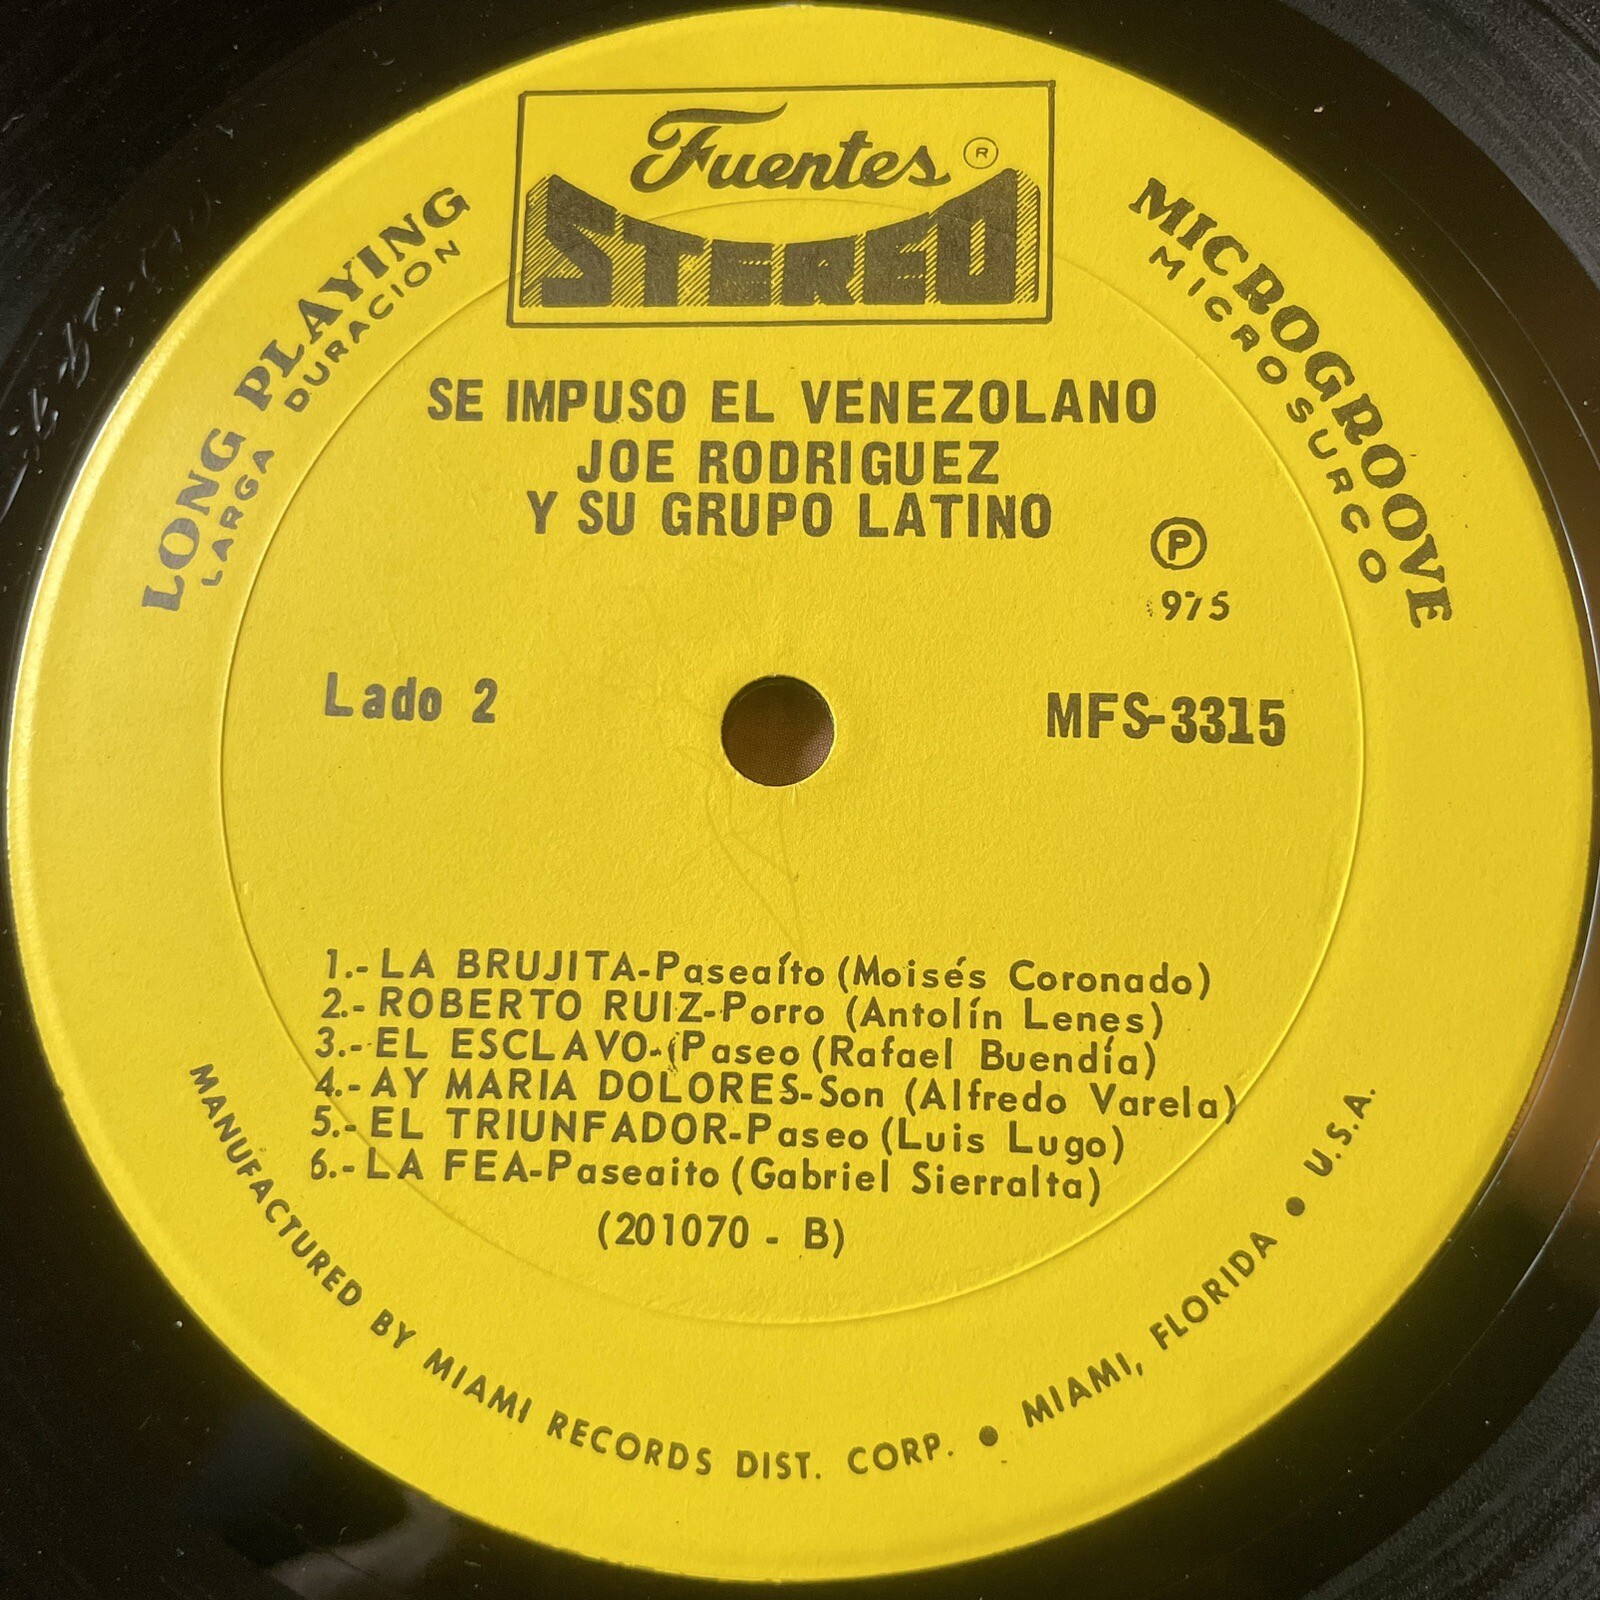 Fuentes ®
STEREO
LONG PLAYING
LARGA DURACION
MICROGROOVE
MICRO SURCO
SE IMPUSO EL VENEZOLANO
JOE RODRIGUEZ
Y SU GRUPO LATINO
Ⓟ
975
Lado 2
MFS-3315
1.- LA BRUJITA-Paseaíto (Moisés Coronado)
2.- ROBERTO RUIZ-Porro (Antolín Lenes)
3.- EL ESCLAVO-(Paseo (Rafael Buendía)
4.- AY MARIA DOLORES-Son (Alfredo Varela)
5.- EL TRIUNFADOR-Paseo (Luis Lugo)
6.- LA FEA-Paseaito (Gabriel Sierralta)
(201070 - B)
MANUFACTURED BY MIAMI RECORDS DIST. CORP. • MIAMI, FLORIDA • U.S.A.